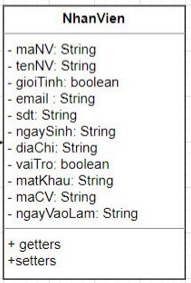 NhanVien
- maNV: String
- tenNV: String
- gioiTinh: boolean
- email : String
- sdt: String
- ngaySinh: String
- diaChi: String
- vaiTro: boolean
- matKhau: String
- maCV: String
- ngayVaoLam: String
+ getters
+setters